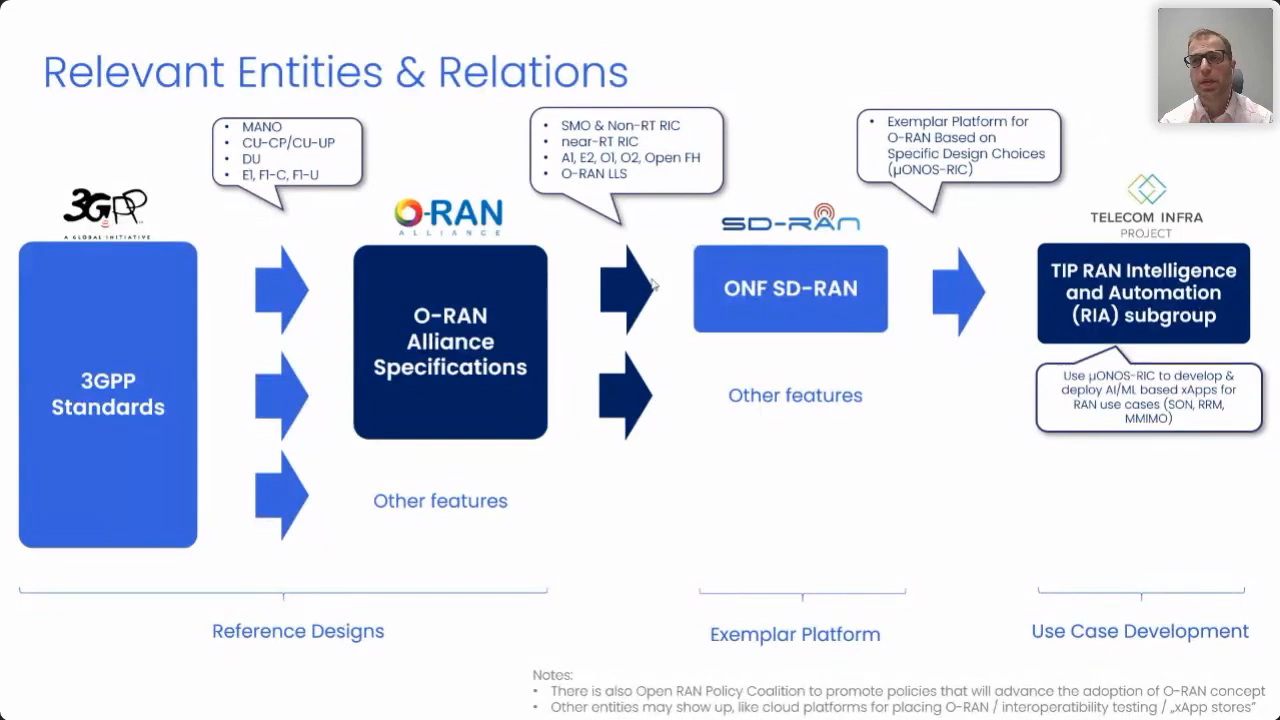 Relevant Entities & Relations
• MANO
• CU-CP/CU-UP
• DU
• E1, F1-C, F1-U
• SMO & Non-RT RIC
• near-RT RIC
• A1, E2, O1, O2, Open FH
• O-RAN LLS
• Exemplar Platform for
O-RAN Based on
Specific Design Choices
(µONOS-RIC)
3GPP
A GLOBAL INITIATIVE
O-RAN
ALLIANCE
SD-RAN
TELECOM INFRA
PROJECT
3GPP
Standards
O-RAN
Alliance
Specifications
Other features
ONF SD-RAN
Other features
TIP RAN Intelligence
and Automation
(RIA) subgroup
Use µONOS-RIC to develop &
deploy AI/ML based xApps for
RAN use cases (SON, RRM,
MMIMO)
Reference Designs
Exemplar Platform
Use Case Development
Notes:
• There is also Open RAN Policy Coalition to promote policies that will advance the adoption of O-RAN concept
• Other entities may show up, like cloud platforms for placing O-RAN / interoperatibility testing / „xApp stores"